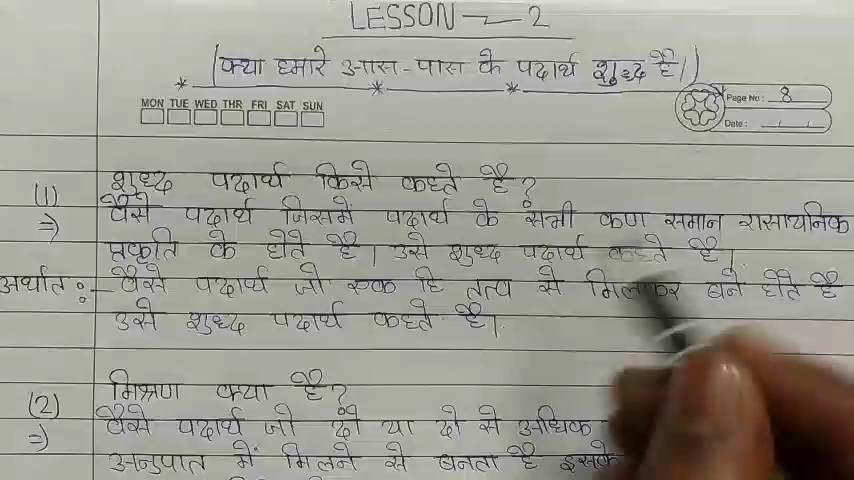 LESSON - 2
(क्या हमारे आस-पास के पदार्थ शुध्द है।)
MON TUE WED THR FRI SAT SUN
Page No : 8
Date :
(1) शुध्द पदार्थ किसे कहते है?
=> वैसे पदार्थ जिसमें पदार्थ के सभी कण समान रासायनिक
प्रकृति के होते है। उसे शुध्द पदार्थ कहते है।
अर्थात :- वैसे पदार्थ जो एक हि तत्व से मिलकर बने होते है
उसे शुध्द पदार्थ कहते है।
(2) मिश्रण क्या है?
=> वैसे पदार्थ जो दो या दो से अधिक
अनुपात में मिलने से बनता है इसके